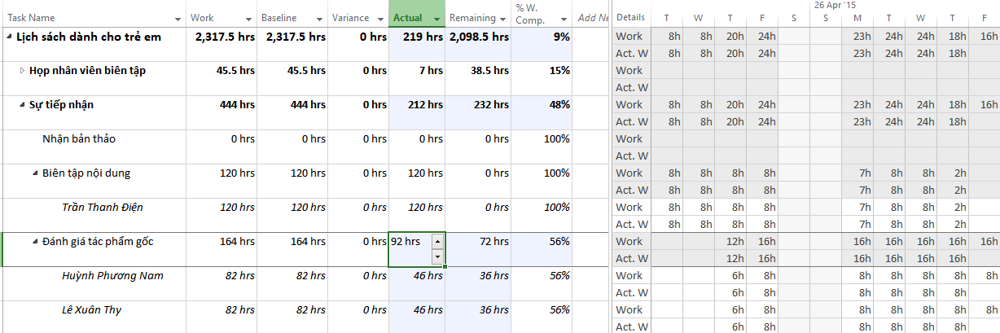 26 Apr '15
Task Name Work Baseline Variance Actual Remaining % W. Comp. Add Ne Details T W T F S S M T W T F
Lịch sách dành cho trẻ em 2,317.5 hrs 2,317.5 hrs 0 hrs 219 hrs 2,098.5 hrs 9% Work 8h 8h 20h 24h 23h 24h 24h 18h 16h
Act. W 8h 8h 20h 24h 23h 24h 24h 18h
Họp nhân viên biên tập 45.5 hrs 45.5 hrs 0 hrs 7 hrs 38.5 hrs 15% Work
Act. W
Sự tiếp nhận 444 hrs 444 hrs 0 hrs 212 hrs 232 hrs 48% Work 8h 8h 20h 24h 23h 24h 24h 18h 16h
Act. W 8h 8h 20h 24h 23h 24h 24h 18h
Nhận bản thảo 0 hrs 0 hrs 0 hrs 0 hrs 0 hrs 100% Work
Act. W
Biên tập nội dung 120 hrs 120 hrs 0 hrs 120 hrs 0 hrs 100% Work 8h 8h 8h 8h 7h 8h 8h 2h
Act. W 8h 8h 8h 8h 7h 8h 8h 2h
Trần Thanh Điện 120 hrs 120 hrs 0 hrs 120 hrs 0 hrs 100% Work 8h 8h 8h 8h 7h 8h 8h 2h
Act. W 8h 8h 8h 8h 7h 8h 8h 2h
Đánh giá tác phẩm gốc 164 hrs 164 hrs 0 hrs 92 hrs 72 hrs 56% Work 12h 16h 16h 16h 16h 16h 16h
Act. W 12h 16h 16h 16h 16h 16h
Huỳnh Phương Nam 82 hrs 82 hrs 0 hrs 46 hrs 36 hrs 56% Work 6h 8h 8h 8h 8h 8h 8h
Act. W 6h 8h 8h 8h 8h 8h
Lê Xuân Thy 82 hrs 82 hrs 0 hrs 46 hrs 36 hrs 56% Work 6h 8h 8h 8h 8h 8h 8h
Act. W 6h 8h 8h 8h 8h 8h